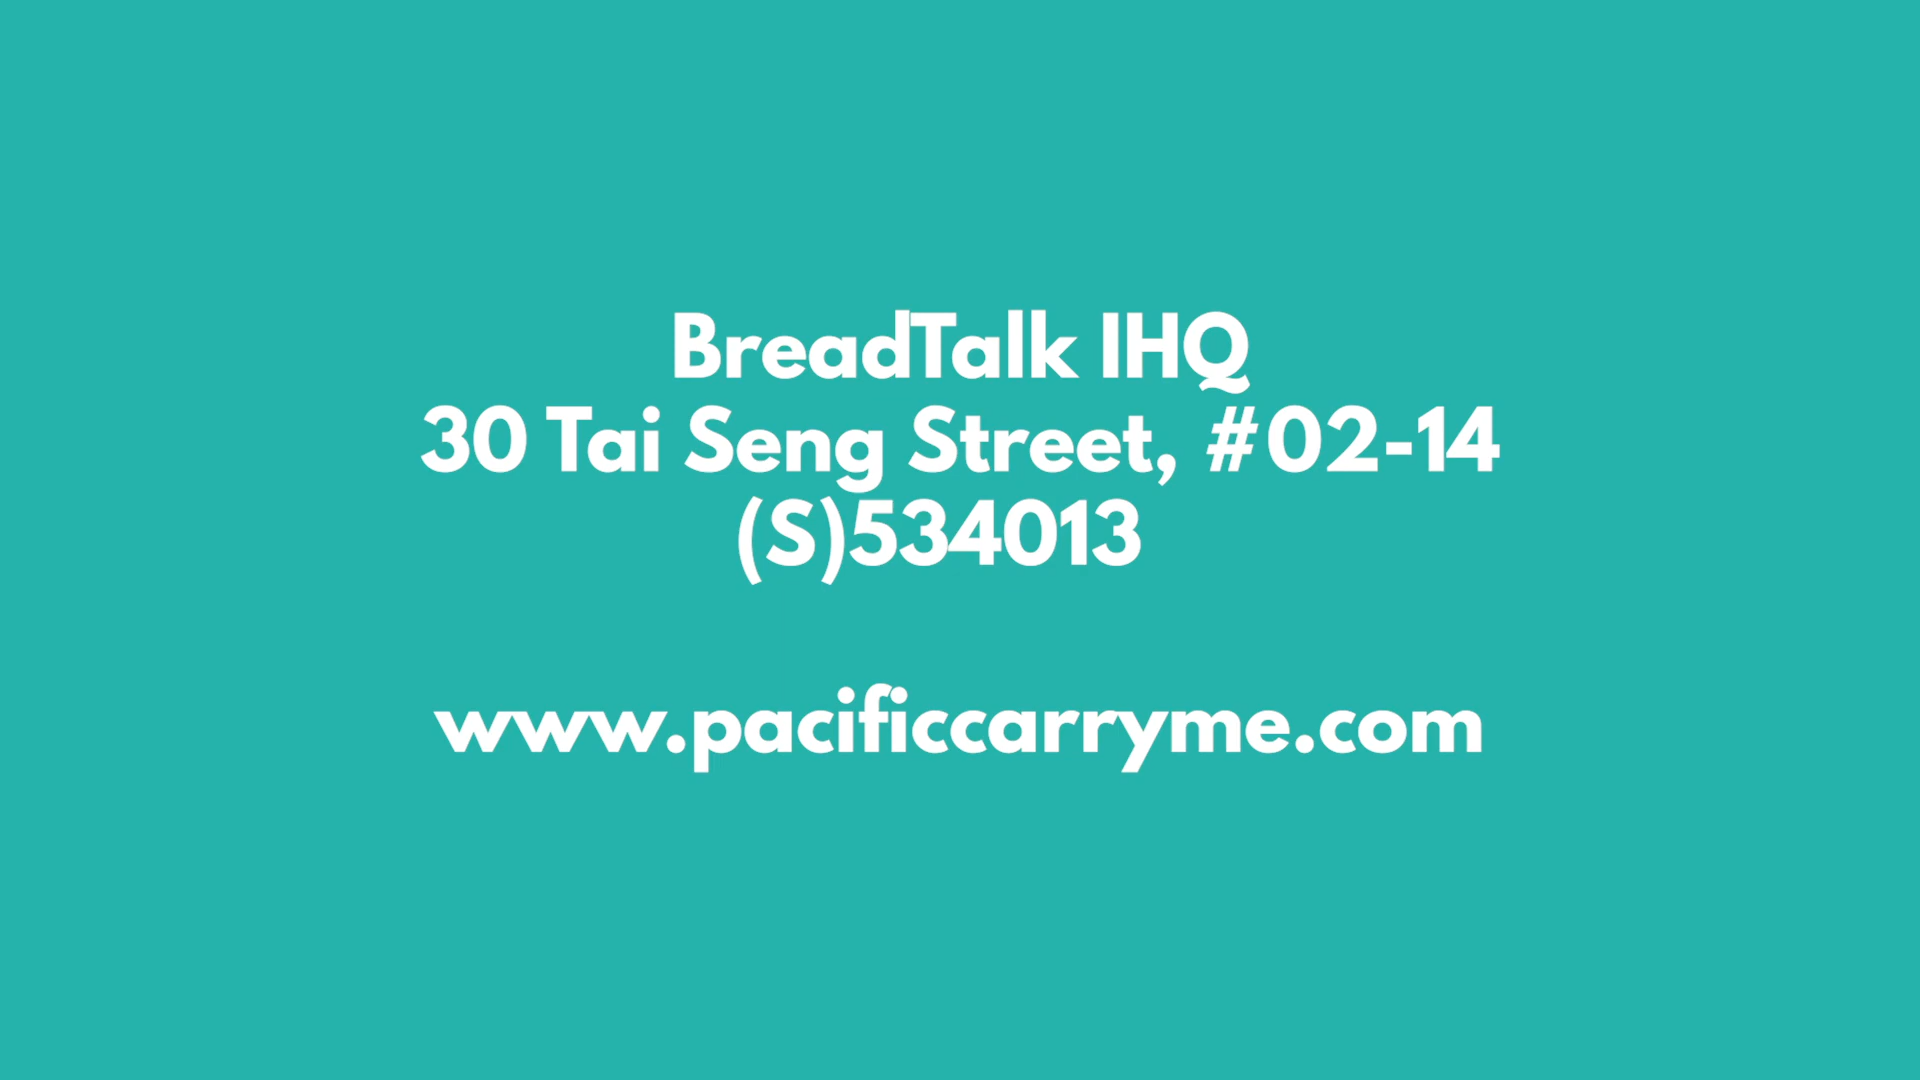 BreadTalk IHQ
30 Tai Seng Street, #02-14
(S)534013
www.pacificcarryme.com